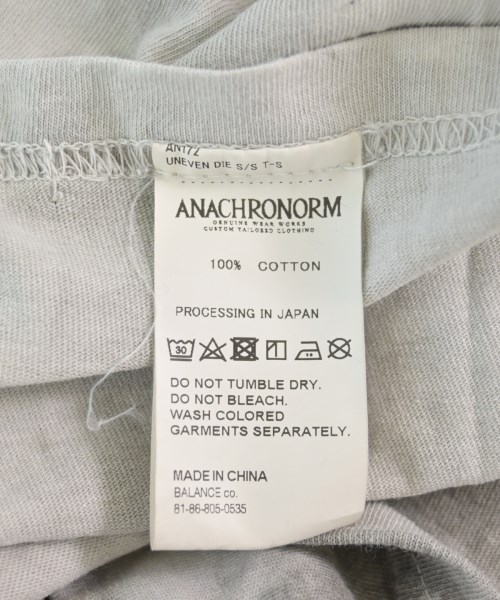 AN172
UNEVEN DIE S/S T-S
ANACHRONORM
GENUINE WEAR WORKS
CUSTOM TAILORED CLOTHING
100% COTTON
PROCESSING IN JAPAN
30
DO NOT TUMBLE DRY.
DO NOT BLEACH.
WASH COLORED
GARMENTS SEPARATELY.
MADE IN CHINA
BALANCE co.
81-86-805-0535